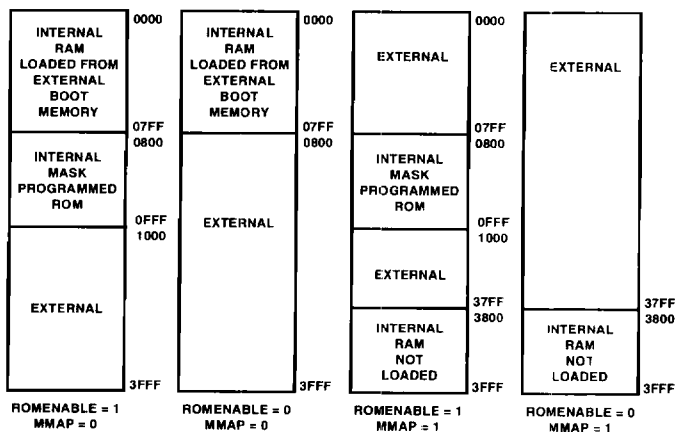 INTERNAL
RAM
LOADED FROM
EXTERNAL
BOOT
MEMORY
0000
07FF
0800
INTERNAL
MASK
PROGRAMMED
ROM
0FFF
1000
EXTERNAL
3FFF
ROMENABLE = 1
MMAP = 0
INTERNAL
RAM
LOADED FROM
EXTERNAL
BOOT
MEMORY
0000
07FF
0800
EXTERNAL
3FFF
ROMENABLE = 0
MMAP = 0
EXTERNAL
0000
07FF
0800
INTERNAL
MASK
PROGRAMMED
ROM
0FFF
1000
EXTERNAL
37FF
3800
INTERNAL
RAM
NOT
LOADED
3FFF
ROMENABLE = 1
MMAP = 1
EXTERNAL
0000
37FF
3800
INTERNAL
RAM
NOT
LOADED
3FFF
ROMENABLE = 0
MMAP = 1